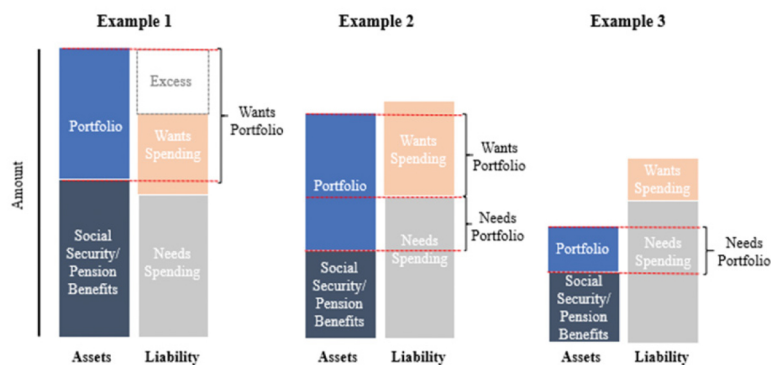 Example 1
Example 2
Example 3
Amount
Portfolio
Social
Security/
Pension
Benefits
Excess
Wants
Spending
Needs
Spending
Wants
Portfolio
Assets
Liability
Portfolio
Social
Security/
Pension
Benefits
Wants
Spending
Needs
Spending
Wants
Portfolio
Needs
Portfolio
Assets
Liability
Portfolio
Social
Security/
Pension
Benefits
Wants
Spending
Needs
Spending
Needs
Portfolio
Assets
Liability